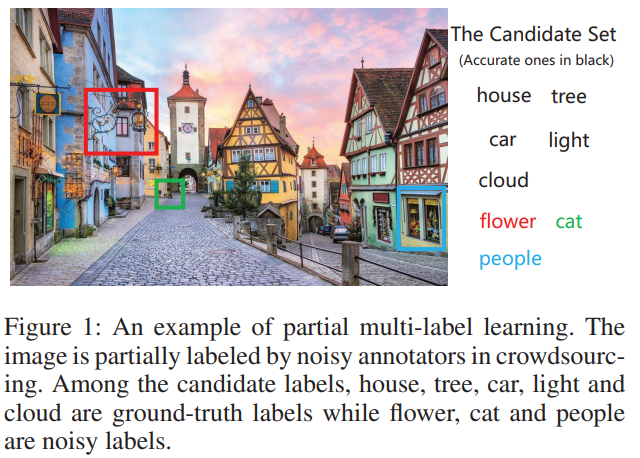 The Candidate Set
(Accurate ones in black)
house tree
car light
cloud
flower cat
people
Figure 1: An example of partial multi-label learning. The
image is partially labeled by noisy annotators in crowdsourc-
ing. Among the candidate labels, house, tree, car, light and
cloud are ground-truth labels while flower, cat and people
are noisy labels.